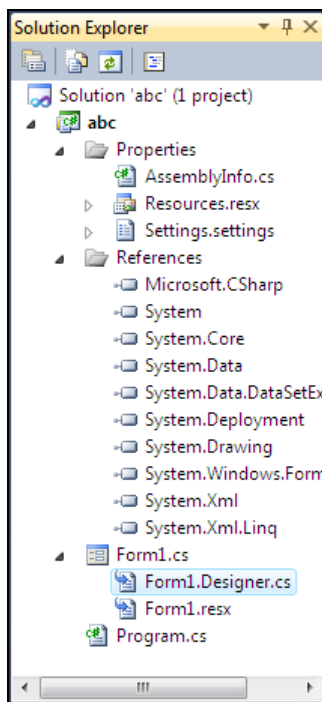 Solution Explorer
Solution 'abc' (1 project)
abc
Properties
AssemblyInfo.cs
Resources.resx
Settings.settings
References
Microsoft.CSharp
System
System.Core
System.Data
System.Data.DataSetEx
System.Deployment
System.Drawing
System.Windows.Form
System.Xml
System.Xml.Linq
Form1.cs
Form1.Designer.cs
Form1.resx
Program.cs